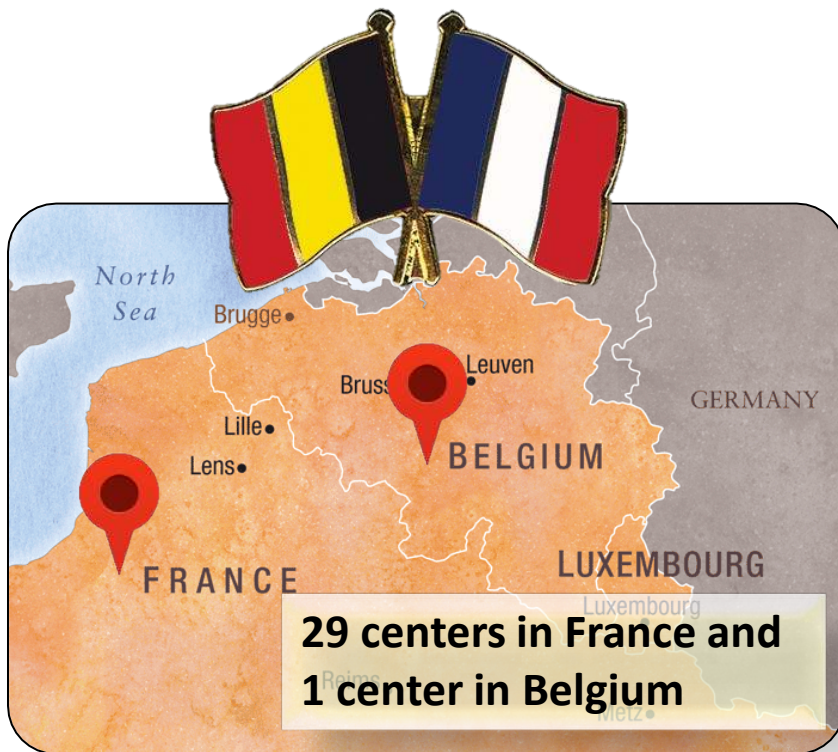 North
Sea
Brugge
Leuven
GERMANY
Lille
BELGIUM
Lens
FRANCE
LUXEMBOURG
Luxembourg
29 centers in France and
1 center in Belgium
Reims
Metz